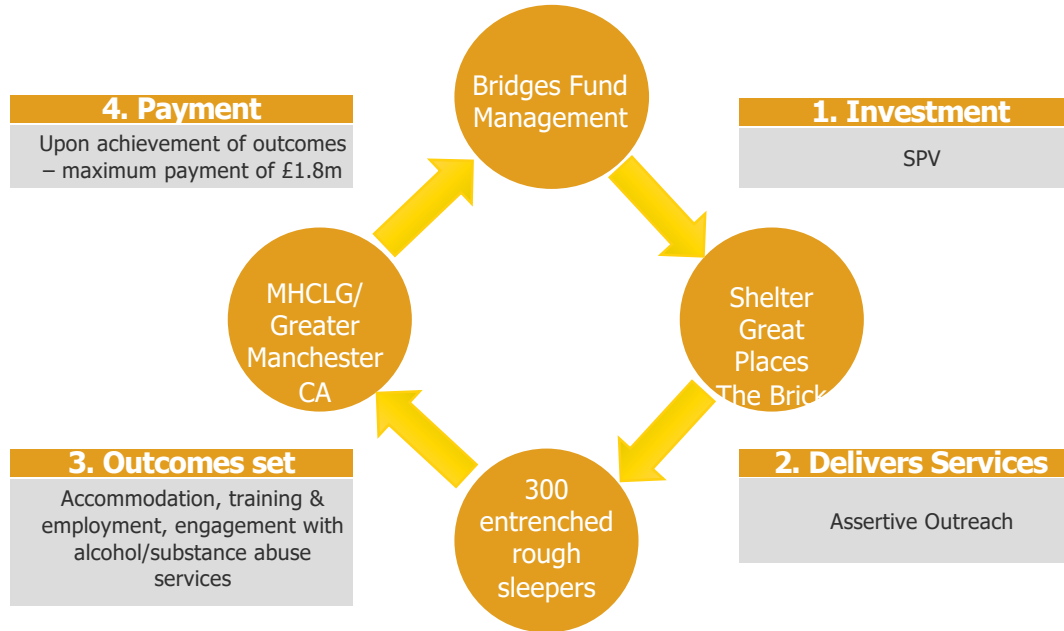 Bridges Fund
Management
4. Payment
Upon achievement of outcomes
– maximum payment of £1.8m
1. Investment
SPV
MHCLG/
Greater
Manchester
CA
Shelter
Great
Places
The Brick
3. Outcomes set
Accommodation, training &
employment, engagement with
alcohol/substance abuse
services
300
entrenched
rough
sleepers
2. Delivers Services
Assertive Outreach